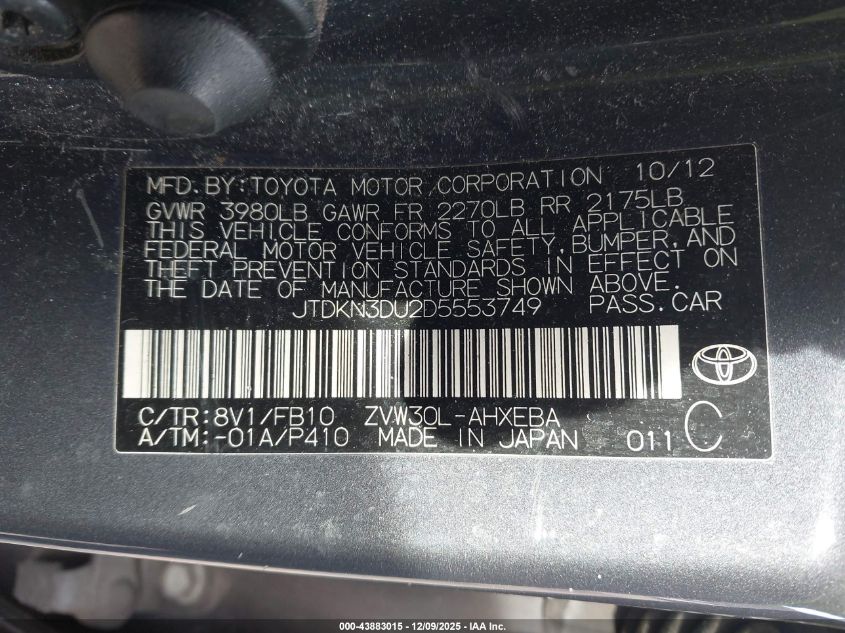 MFD. BY: TOYOTA MOTOR CORPORATION 10/12
GVWR 3980LB GAWR FR 2270LB RR 2175LB
THIS VEHICLE CONFORMS TO ALL APPLICABLE
FEDERAL MOTOR VEHICLE SAFETY, BUMPER, AND
THEFT PREVENTION STANDARDS IN EFFECT ON
THE DATE OF MANUFACTURE SHOWN ABOVE.
JTDKN3DU2D5553749 PASS. CAR
C/TR: 8V1/FB10 ZVW30L-AHXEBA
A/TM: -01A/P410 MADE IN JAPAN 011 C
000-43883015 - 12/09/2025 - IAA Inc.